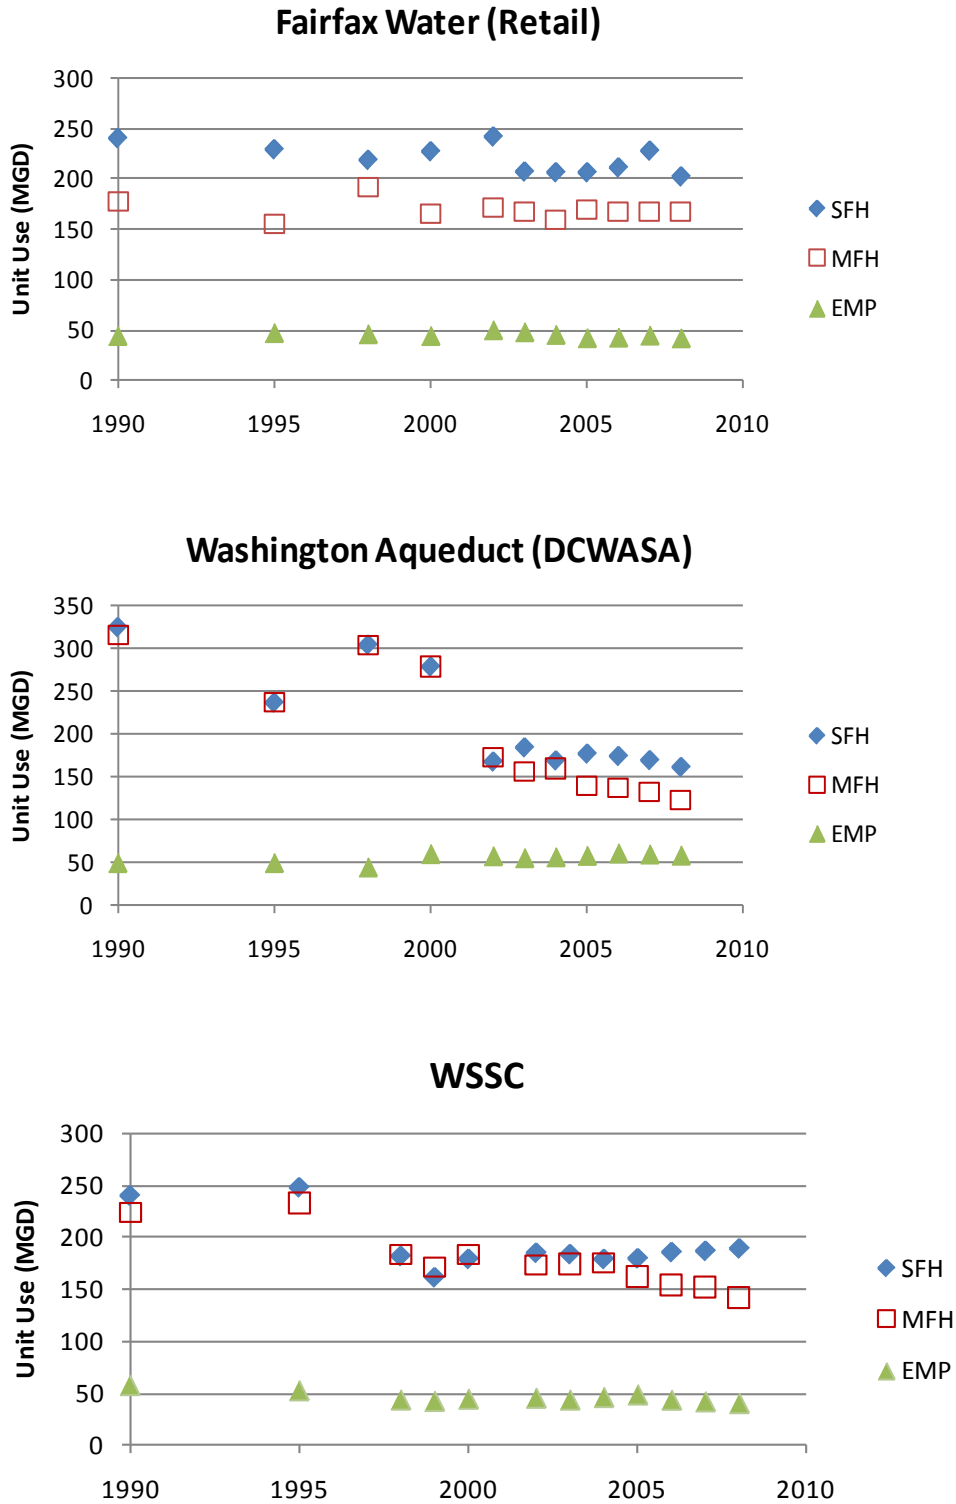 Fairfax Water (Retail)
300
250
200
150
100
50
0
Unit Use (MGD)
1990 1995 2000 2005 2010
SFH
MFH
EMP
Washington Aqueduct (DCWASA)
350
300
250
200
150
100
50
0
Unit Use (MGD)
1990 1995 2000 2005 2010
SFH
MFH
EMP
WSSC
300
250
200
150
100
50
0
Unit Use (MGD)
1990 1995 2000 2005 2010
SFH
MFH
EMP